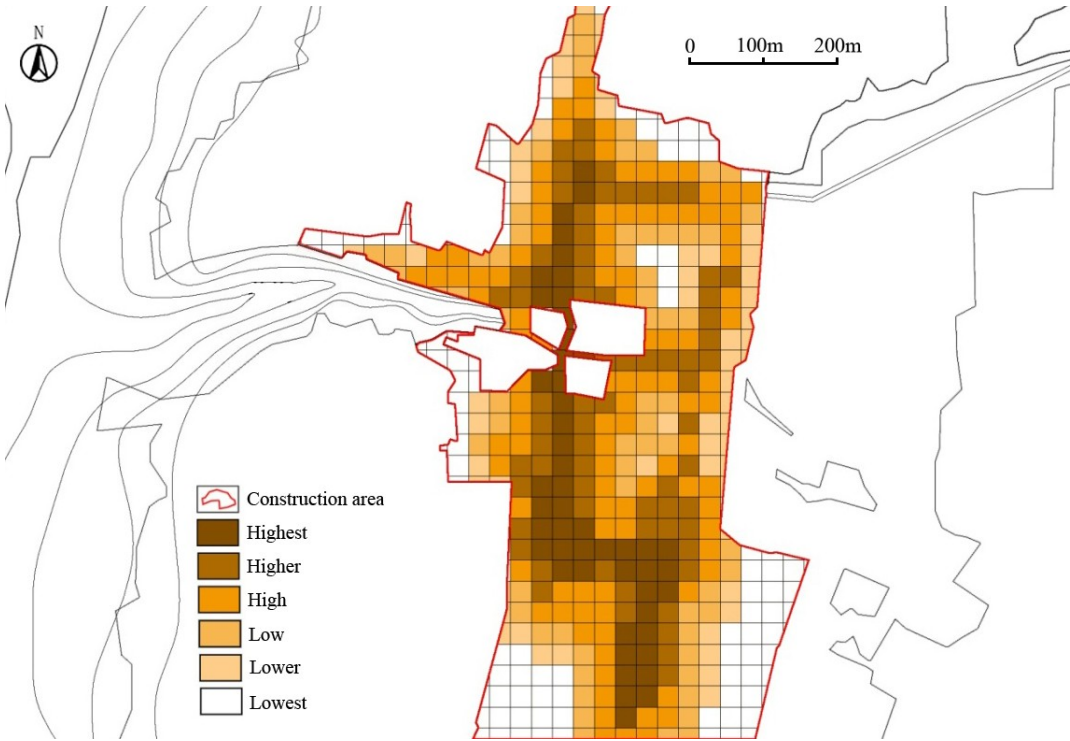 N
0 100m 200m
Construction area
Highest
Higher
High
Low
Lower
Lowest